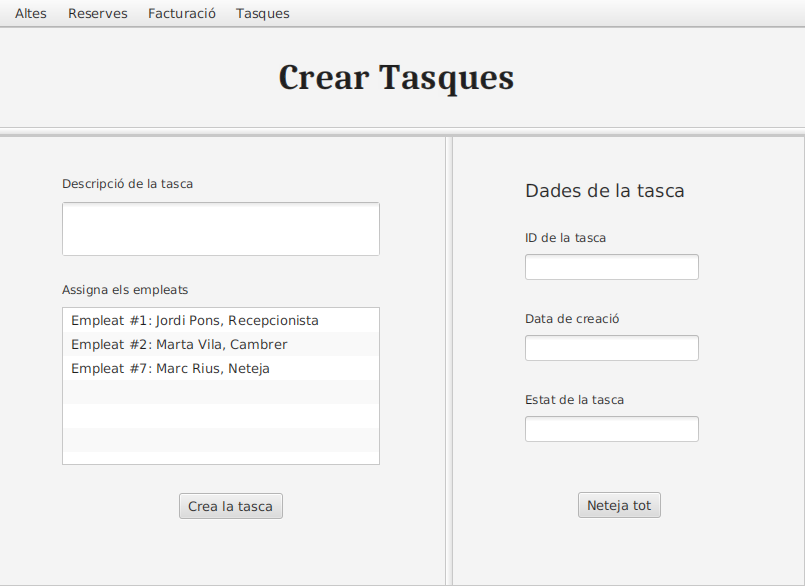 Altes Reserves Facturació Tasques
Crear Tasques
Descripció de la tasca
Assigna els empleats
Empleat #1: Jordi Pons, Recepcionista
Empleat #2: Marta Vila, Cambrer
Empleat #7: Marc Rius, Neteja
Crea la tasca
Dades de la tasca
ID de la tasca
Data de creació
Estat de la tasca
Neteja tot